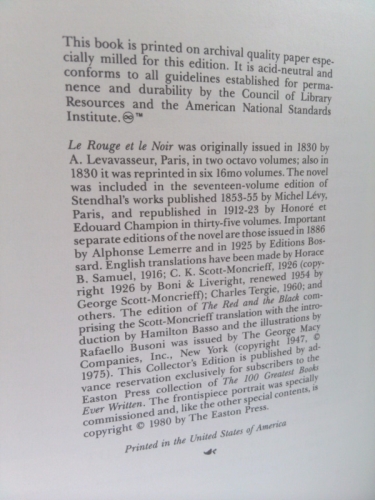 This book is printed on archival quality paper espe-
cially milled for this edition. It is acid-neutral and
conforms to all guidelines established for perma-
nence and durability by the Council of Library
Resources and the American National Standards
Institute.♾™
Le Rouge et le Noir was originally issued in 1830 by
A. Levavasseur, Paris, in two octavo volumes; also in
1830 it was reprinted in six 16mo volumes. The novel
was included in the seventeen-volume edition of
Stendhal's works published 1853-55 by Michel Lévy,
Paris, and republished in 1912-23 by Honoré et
Edouard Champion in thirty-five volumes. Important
separate editions of the novel are those issued in 1886
by Alphonse Lemerre and in 1925 by Editions Bos-
sard. English translations have been made by Horace
B. Samuel, 1916; C. K. Scott-Moncrieff, 1926 (copy-
right 1926 by Boni & Liveright, renewed 1954 by
George Scott-Moncrieff); Charles Tergie, 1960; and
others. The edition of The Red and the Black com-
prising the Scott-Moncrieff translation with the intro-
duction by Hamilton Basso and the illustrations by
Rafaello Busoni was issued by The George Macy
Companies, Inc., New York (copyright 1947, ©
1975). This Collector's Edition is published by ad-
vance reservation exclusively for subscribers to the
Easton Press collection of The 100 Greatest Books
Ever Written. The frontispiece portrait was specially
commissioned and, like the other special contents, is
copyright © 1980 by The Easton Press.
Printed in the United States of America